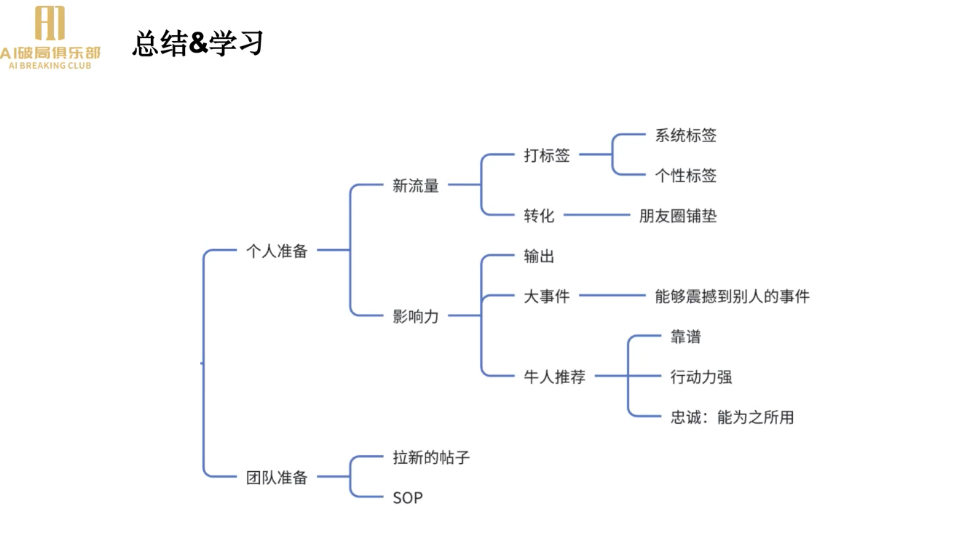 AI破局俱乐部
AI BREAKING CLUB
总结&学习
系统标签
打标签
个性标签
新流量
转化
朋友圈铺垫
个人准备
输出
大事件
能够震撼到别人的事件
影响力
靠谱
牛人推荐
行动力强
忠诚：能为之所用
拉新的帖子
团队准备
SOP